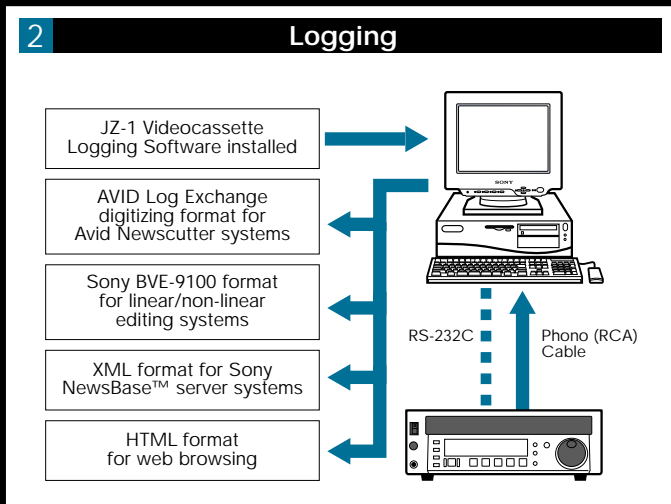 2
Logging
JZ-1 Videocassette
Logging Software installed
AVID Log Exchange
digitizing format for
Avid Newscutter systems
Sony BVE-9100 format
for linear/non-linear
editing systems
XML format for Sony
NewsBase™ server systems
HTML format
for web browsing
SONY
RS-232C
Phono (RCA)
Cable